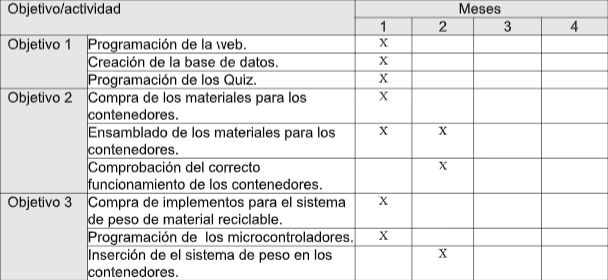 Objetivo/actividad Meses
1 2 3 4
Objetivo 1 Programación de la web. X
Creación de la base de datos. X
Programación de los Quiz. X
Objetivo 2 Compra de los materiales para los X
contenedores.
Ensamblado de los materiales para los X X
contenedores.
Comprobación del correcto X
funcionamiento de los contenedores.
Objetivo 3 Compra de implementos para el sistema X
de peso de material reciclable.
Programación de los microcontroladores. X
Inserción de el sistema de peso en los X
contenedores.